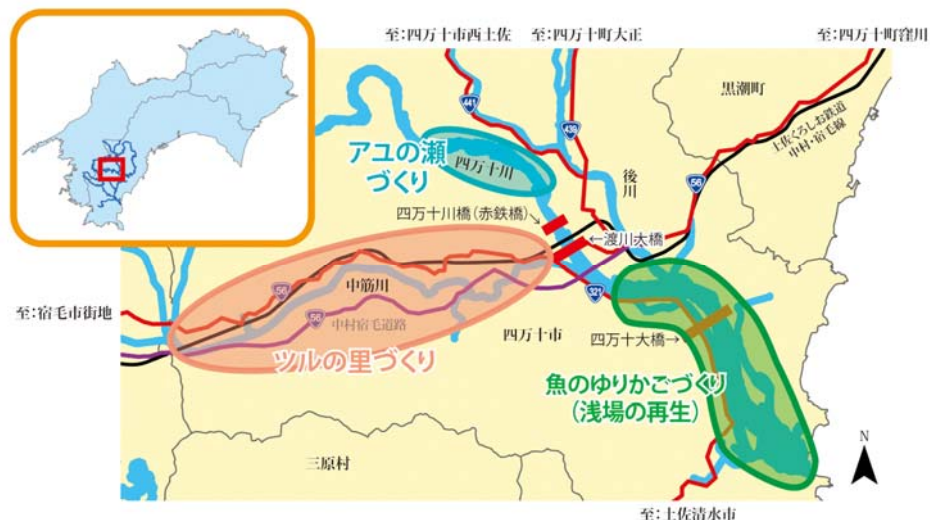 至:四万十市西土佐
至:四万十町大正
至:四万十町窪川
441
439
黒潮町
土佐くろしお鉄道
中村・宿毛線
アユの瀬
づくり
四万十川
後川
56
四万十川橋(赤鉄橋)
←渡川大橋
56
中筋川
321
至:宿毛市街地
56
中村宿毛道路
四万十市
四万十大橋→
ツルの里づくり
魚のゆりかごづくり
(浅場の再生)
三原村
N
至:土佐清水市